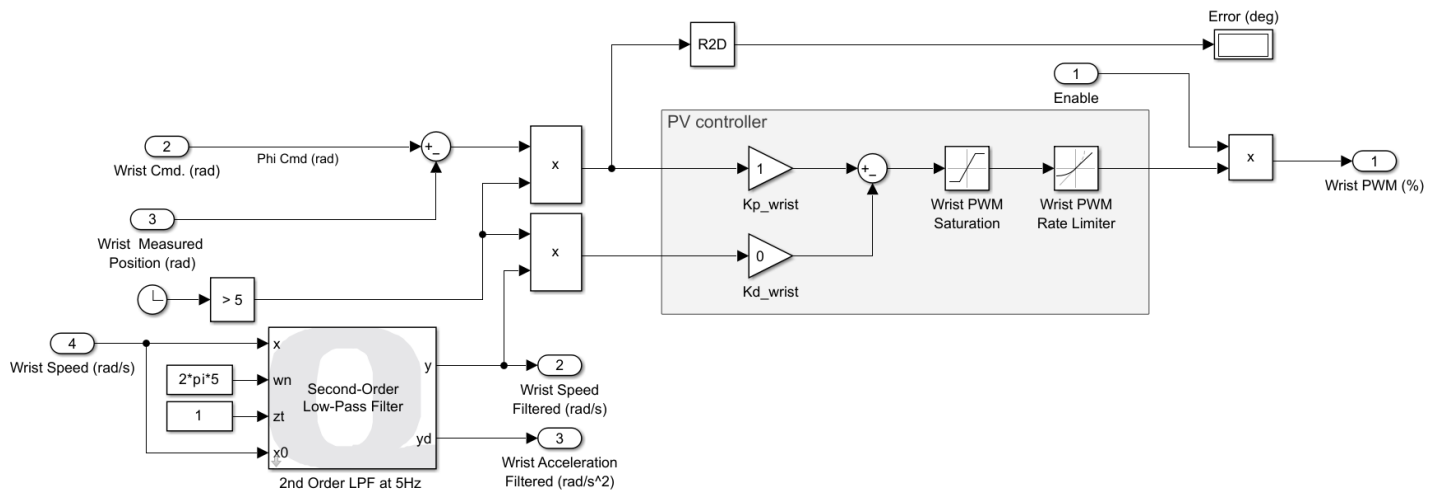 Error (deg)
R2D
1
Enable
PV controller
2
Wrist Cmd. (rad)
Phi Cmd (rad)
+
−
x
1
Kp_wrist
+
−
Wrist PWM
Saturation
Wrist PWM
Rate Limiter
x
1
Wrist PWM (%)
3
Wrist Measured
Position (rad)
x
0
Kd_wrist
> 5
4
Wrist Speed (rad/s)
x
y
2*pi*5
wn
Second-Order
Low-Pass Filter
1
zt
x0
yd
2nd Order LPF at 5Hz
2
Wrist Speed
Filtered (rad/s)
3
Wrist Acceleration
Filtered (rad/s^2)